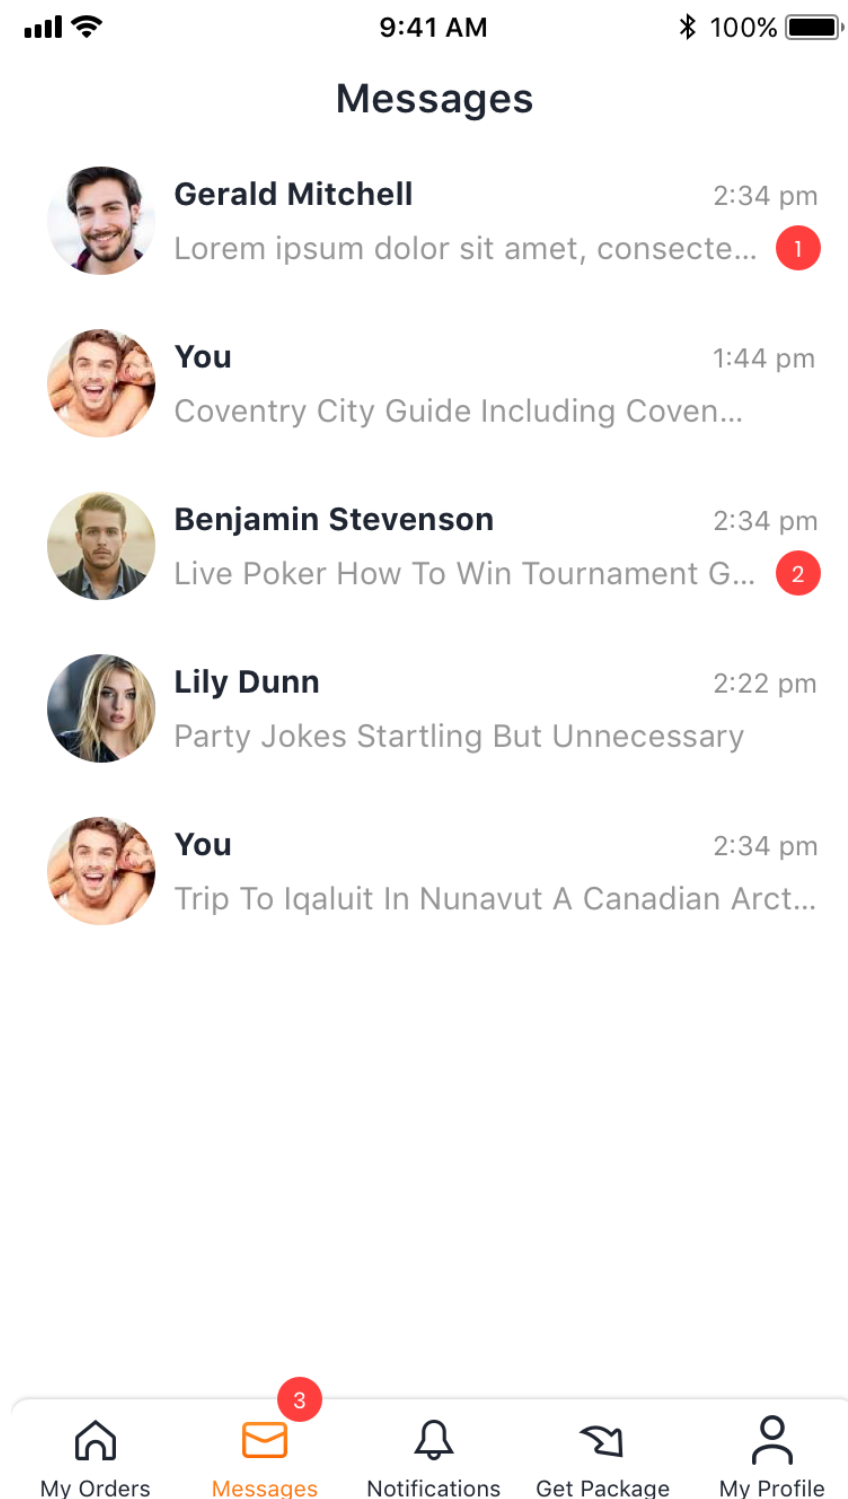 9:41 AM 100%
Messages
Gerald Mitchell 2:34 pm
Lorem ipsum dolor sit amet, consecte... 1
You 1:44 pm
Coventry City Guide Including Coven...
Benjamin Stevenson 2:34 pm
Live Poker How To Win Tournament G... 2
Lily Dunn 2:22 pm
Party Jokes Startling But Unnecessary
You 2:34 pm
Trip To Iqaluit In Nunavut A Canadian Arct...
3
My Orders Messages Notifications Get Package My Profile